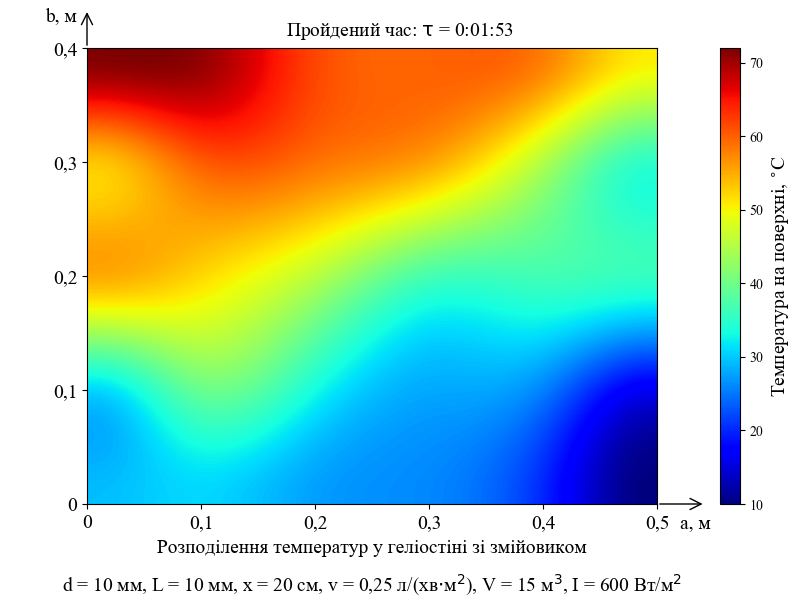 b, м
Пройдений час: τ = 0:01:53
0,4
0,3
0,2
0,1
0
0 0,1 0,2 0,3 0,4 0,5 a, м
70
60
50
40
30
20
10
Температура на поверхні, °C
Розподілення температур у геліостіні зі змійовиком
d = 10 мм, L = 10 мм, x = 20 см, v = 0,25 л/(хв·м²), V = 15 м³, I = 600 Вт/м²